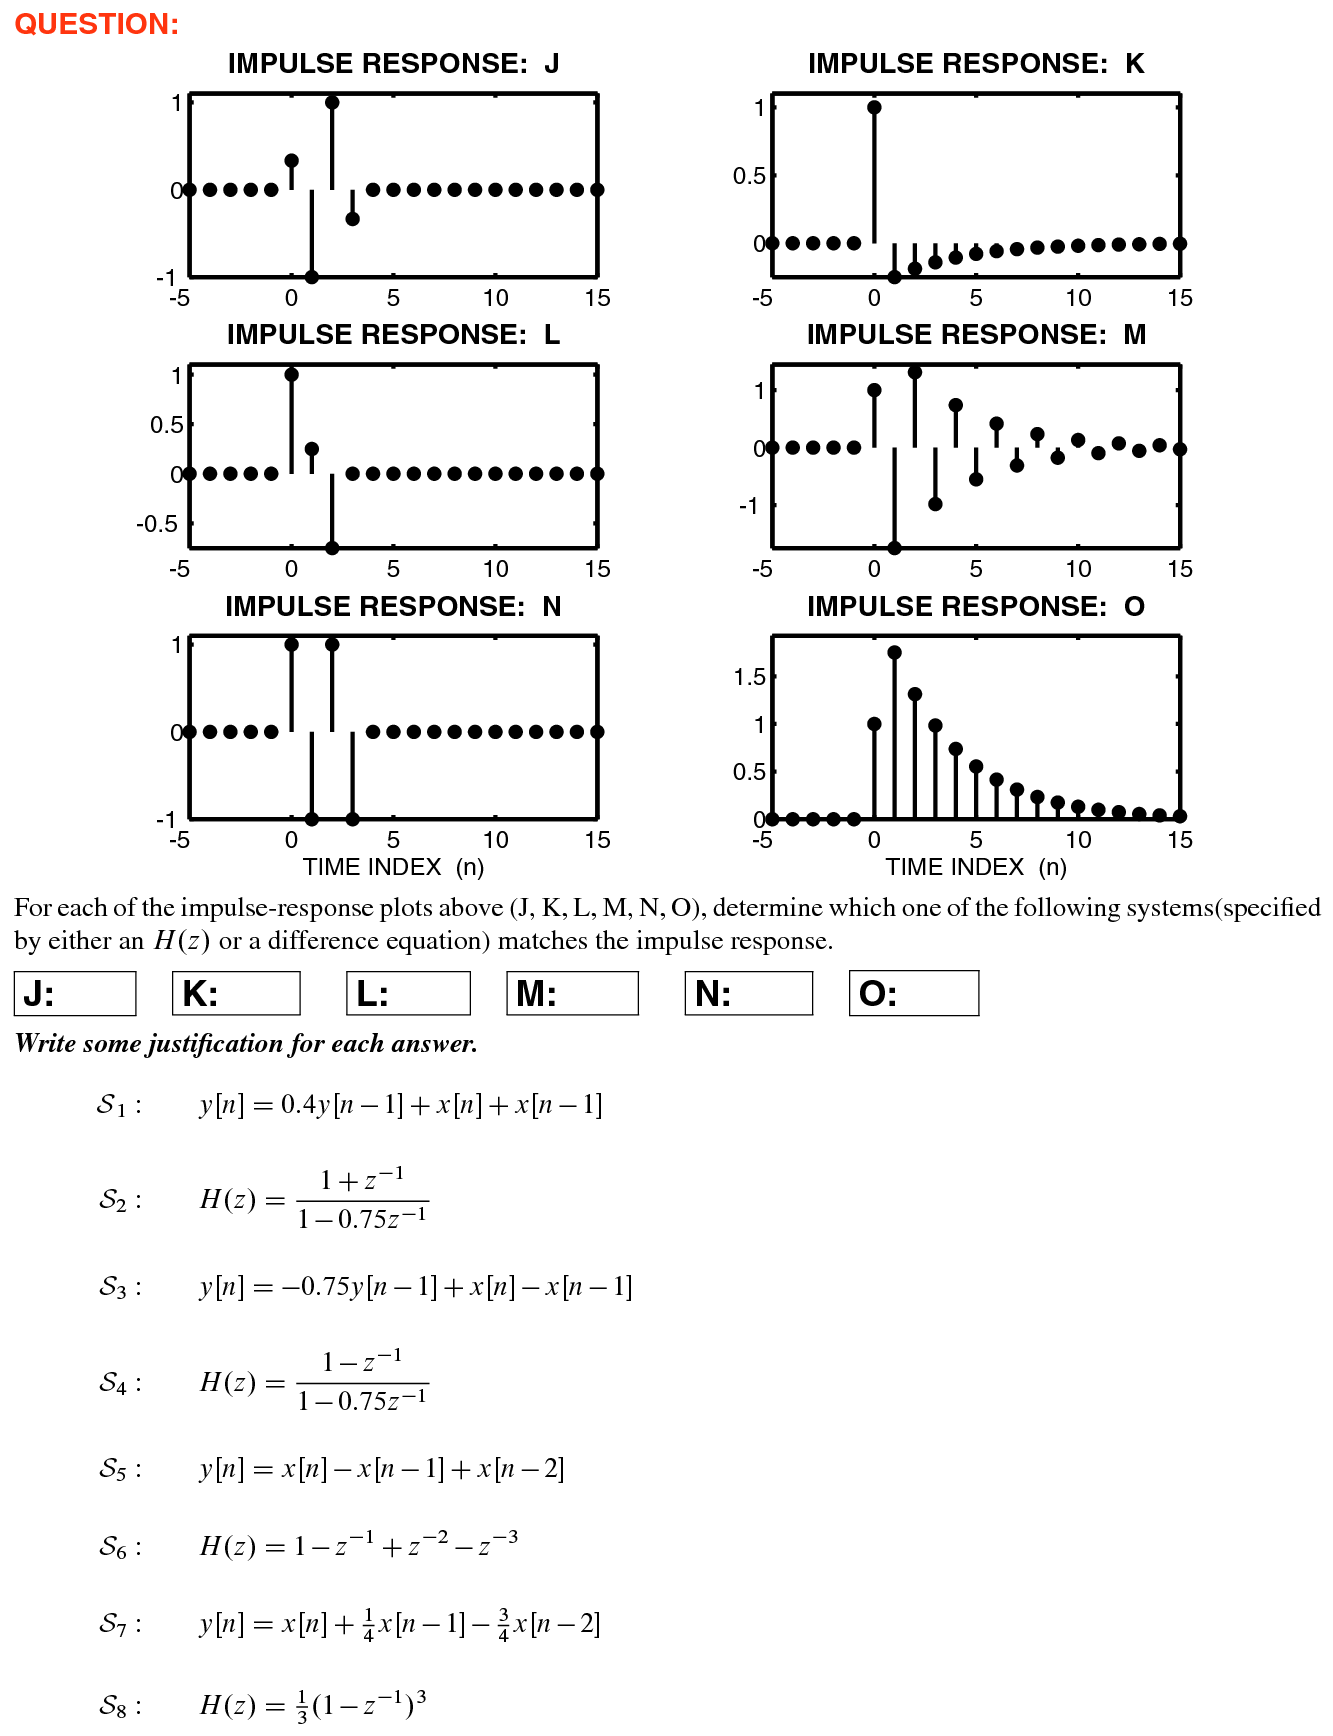 QUESTION:
IMPULSE RESPONSE: J
IMPULSE RESPONSE: K
1
0
-1
-5 0 5 10 15
1
0.5
0
-5 0 5 10 15
IMPULSE RESPONSE: L
IMPULSE RESPONSE: M
1
0.5
0
-0.5
-5 0 5 10 15
1
0
-1
-5 0 5 10 15
IMPULSE RESPONSE: N
IMPULSE RESPONSE: O
1
0
-1
-5 0 5 10 15
TIME INDEX (n)
1.5
1
0.5
0
-5 0 5 10 15
TIME INDEX (n)
For each of the impulse-response plots above (J, K, L, M, N, O), determine which one of the following systems(specified
by either an H(z) or a difference equation) matches the impulse response.
J: K: L: M: N: O:
Write some justification for each answer.
𝒮₁ : y[n] = 0.4y[n − 1] + x[n] + x[n − 1]
𝒮₂ : H(z) = \frac{1 + z^{-1}}{1 − 0.75z^{-1}}
𝒮₃ : y[n] = −0.75y[n − 1] + x[n] − x[n − 1]
𝒮₄ : H(z) = \frac{1 − z^{-1}}{1 − 0.75z^{-1}}
𝒮₅ : y[n] = x[n] − x[n − 1] + x[n − 2]
𝒮₆ : H(z) = 1 − z^{-1} + z^{-2} − z^{-3}
𝒮₇ : y[n] = x[n] + \frac{1}{4}x[n − 1] − \frac{3}{4}x[n − 2]
𝒮₈ : H(z) = \frac{1}{3}(1 − z^{-1})^3